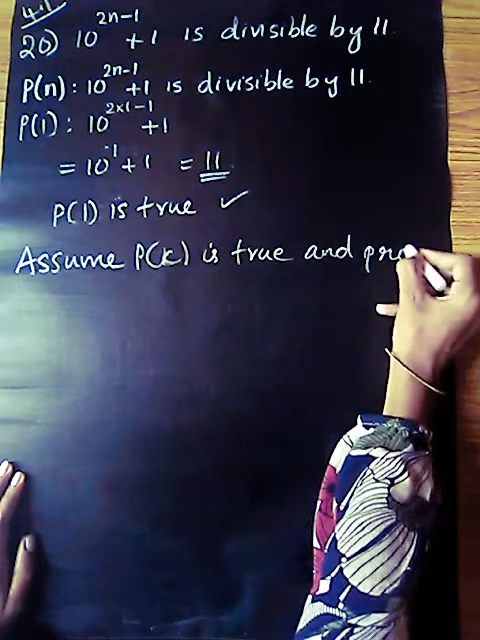 4.1
20) 10^{2n-1} + 1 is divisible by 11.
P(n) : 10^{2n-1} + 1 is divisible by 11.
P(1) : 10^{2×1-1} + 1
= 10^1 + 1 = 11
P(1) is true ✓
Assume P(k) is true and pro